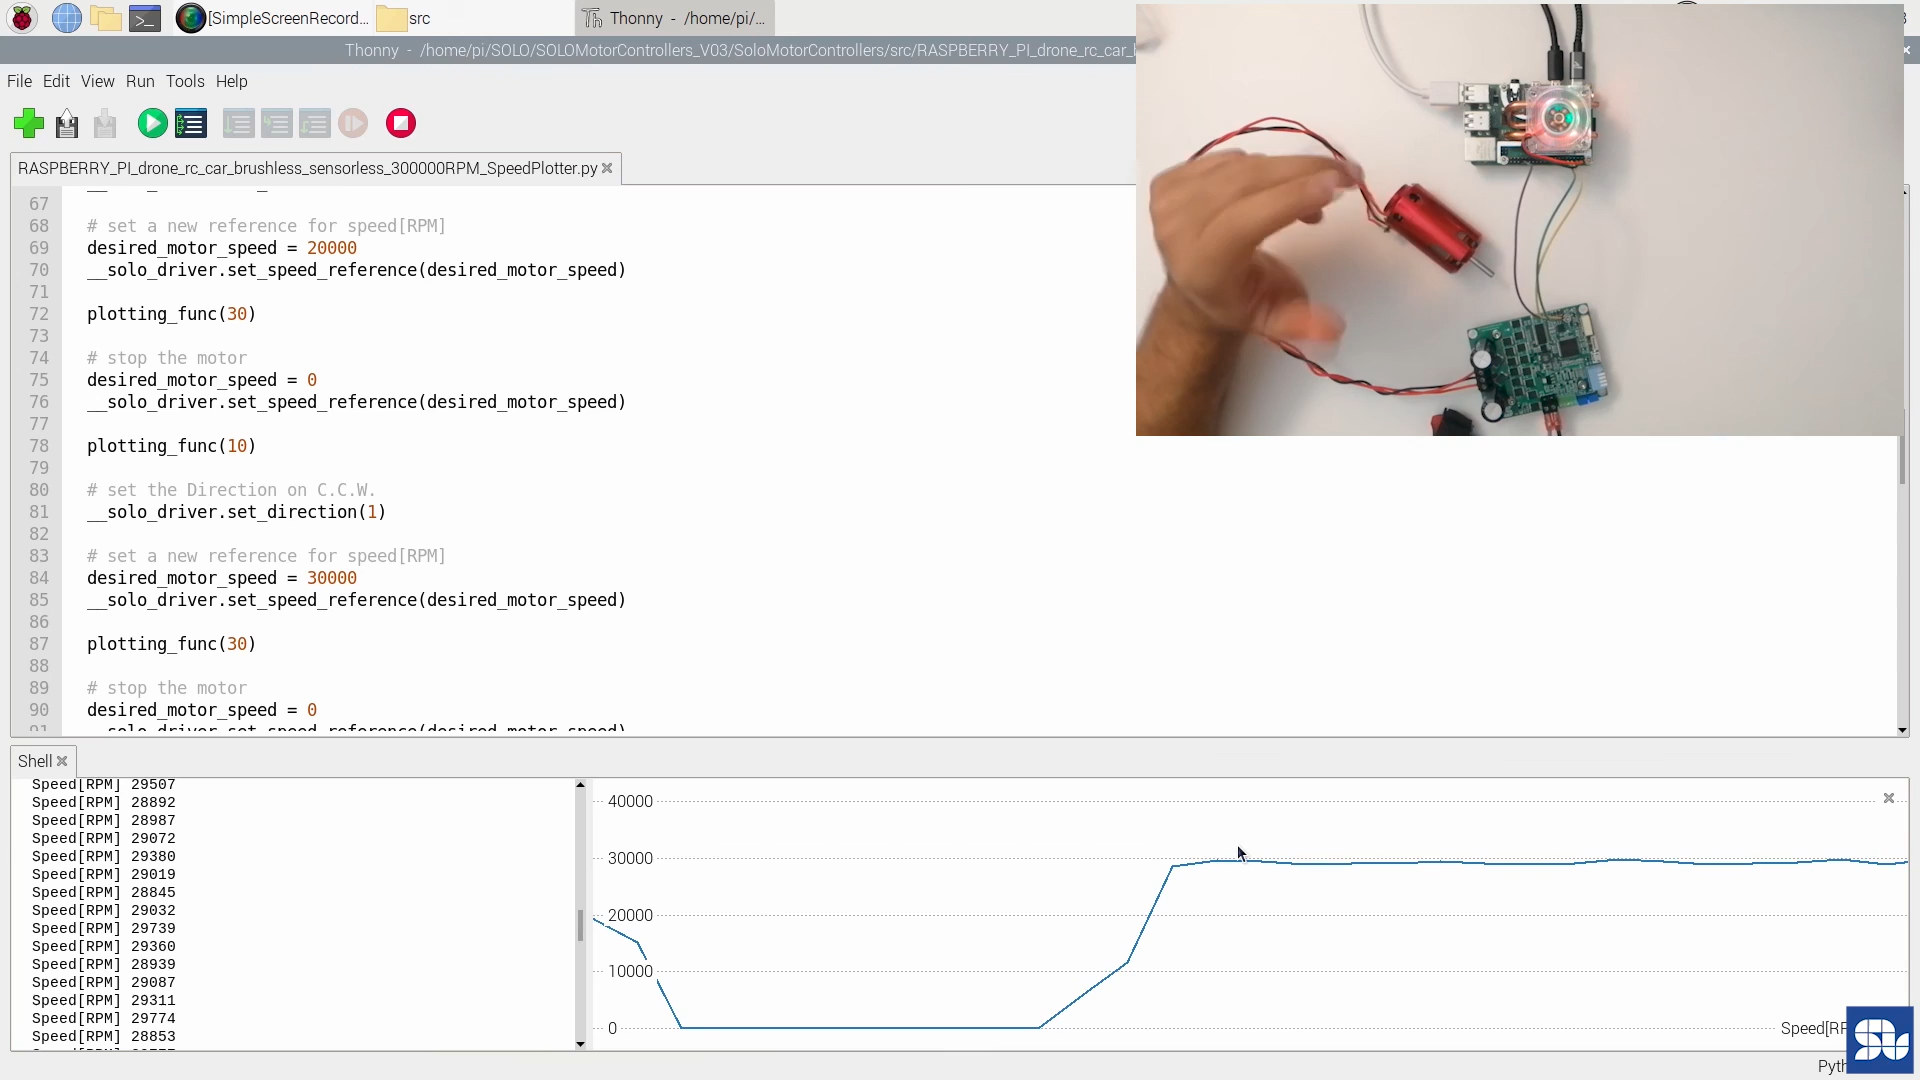 [SimpleScreenRecord...
src
Thonny - /home/pi/...
Thonny - /home/pi/SOLO/SOLOMotorControllers_V03/SoloMotorControllers/src/RASPBERRY_PI_drone_rc_car_
File Edit View Run Tools Help
RASPBERRY_PI_drone_rc_car_brushless_sensorless_300000RPM_SpeedPlotter.py
67
68 # set a new reference for speed[RPM]
69 desired_motor_speed = 20000
70 __solo_driver.set_speed_reference(desired_motor_speed)
71
72 plotting_func(30)
73
74 # stop the motor
75 desired_motor_speed = 0
76 __solo_driver.set_speed_reference(desired_motor_speed)
77
78 plotting_func(10)
79
80 # set the Direction on C.C.W.
81 __solo_driver.set_direction(1)
82
83 # set a new reference for speed[RPM]
84 desired_motor_speed = 30000
85 __solo_driver.set_speed_reference(desired_motor_speed)
86
87 plotting_func(30)
88
89 # stop the motor
90 desired_motor_speed = 0
91 __solo_driver.set_speed_reference(desired_motor_speed)
Shell
Speed[RPM] 29507
Speed[RPM] 28892
Speed[RPM] 28987
Speed[RPM] 29072
Speed[RPM] 29380
Speed[RPM] 29019
Speed[RPM] 28845
Speed[RPM] 29032
Speed[RPM] 29739
Speed[RPM] 29360
Speed[RPM] 28939
Speed[RPM] 29087
Speed[RPM] 29311
Speed[RPM] 29774
Speed[RPM] 28853
40000
30000
20000
10000
0
Speed[RP
Pyth